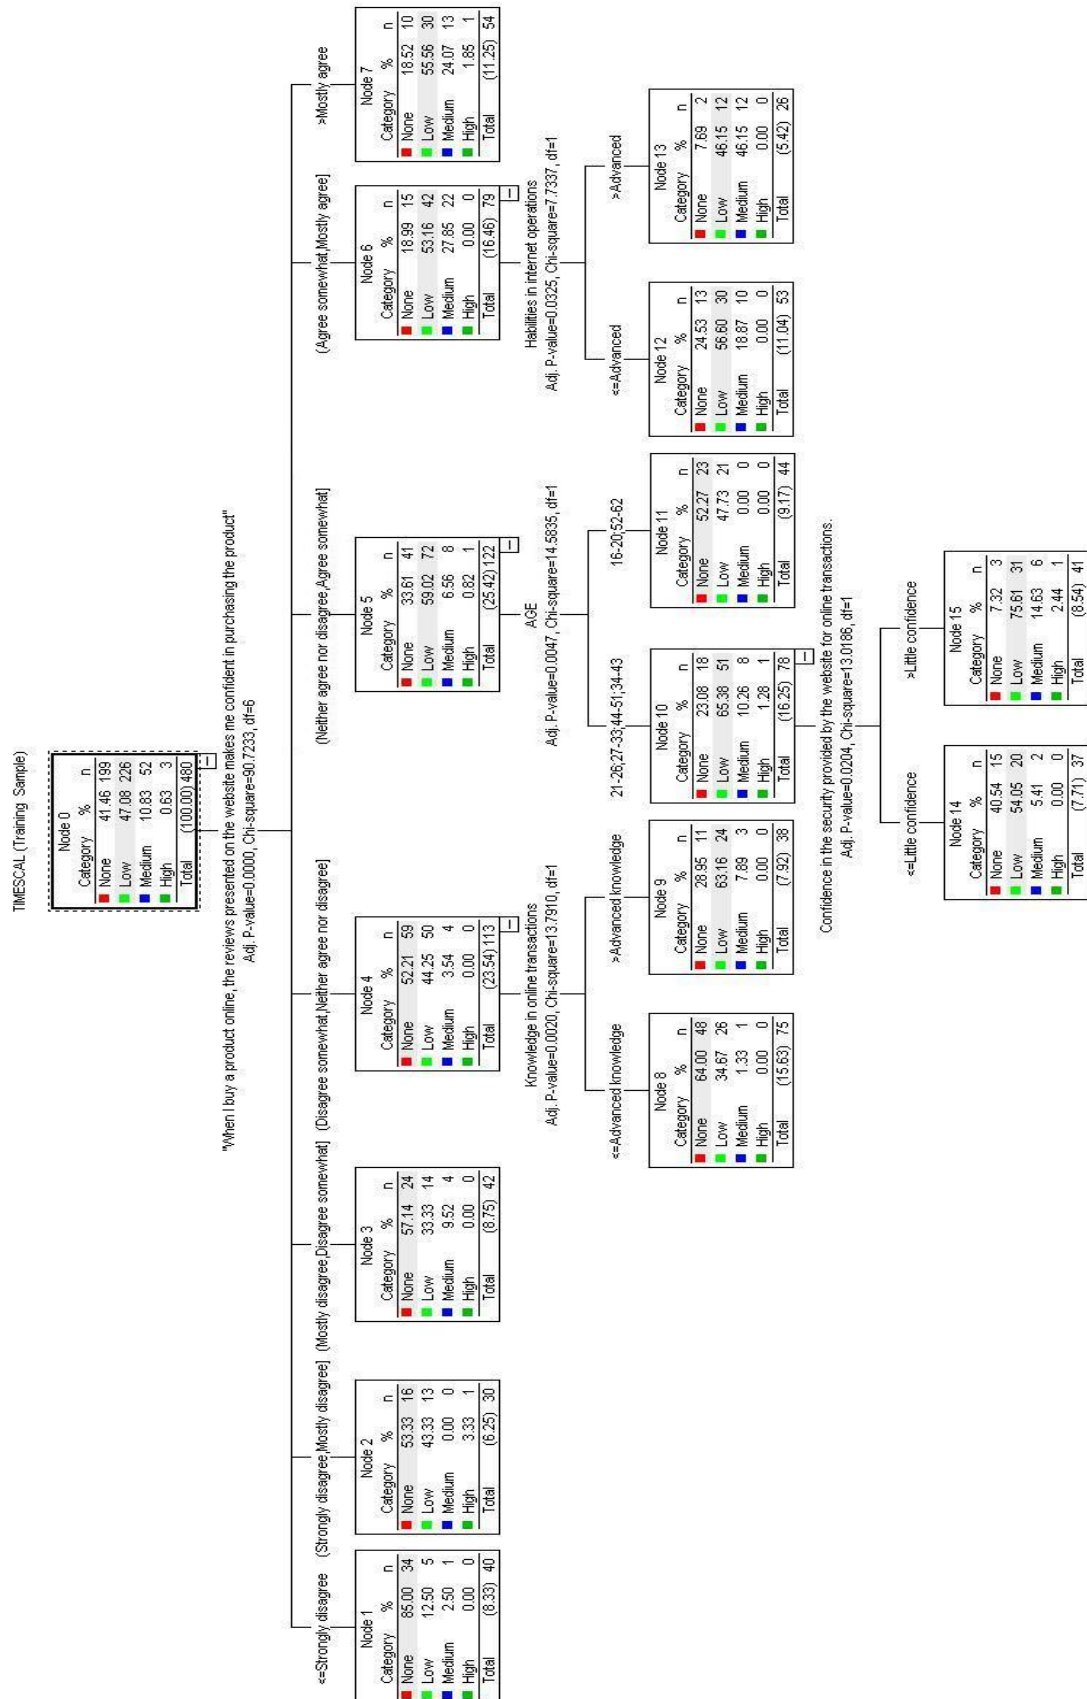 TIMESCAL (Training Sample)
Node 0
Category % n
None 41.46 199
Low 47.08 226
Medium 10.83 52
High 0.63 3
Total (100.00) 480
"When I buy a product online, the reviews presented on the website makes me confident in purchasing the product"
Adj. P-value=0.0000, Chi-square=90.7233, df=6
<=Strongly disagree
Node 1
Category % n
None 85.00 34
Low 12.50 5
Medium 2.50 1
High 0.00 0
Total (8.33) 40
(Strongly disagree,Mostly disagree]
Node 2
Category % n
None 53.33 16
Low 43.33 13
Medium 0.00 0
High 3.33 1
Total (6.25) 30
(Mostly disagree,Disagree somewhat]
Node 3
Category % n
None 57.14 24
Low 33.33 14
Medium 9.52 4
High 0.00 0
Total (8.75) 42
(Disagree somewhat,Neither agree nor disagree]
Node 4
Category % n
None 52.21 59
Low 44.25 50
Medium 3.54 4
High 0.00 0
Total (23.54) 113
(Neither agree nor disagree,Agree somewhat]
Node 5
Category % n
None 33.61 41
Low 59.02 72
Medium 6.56 8
High 0.82 1
Total (25.42) 122
(Agree somewhat,Mostly agree]
Node 6
Category % n
None 18.99 15
Low 53.16 42
Medium 27.85 22
High 0.00 0
Total (16.46) 79
>Mostly agree
Node 7
Category % n
None 18.52 10
Low 55.56 30
Medium 24.07 13
High 1.85 1
Total (11.25) 54
Knowledge in online transactions
Adj. P-value=0.0020, Chi-square=13.7910, df=1
<=Advanced knowledge
Node 8
Category % n
None 64.00 48
Low 34.67 26
Medium 1.33 1
High 0.00 0
Total (15.63) 75
>Advanced knowledge
Node 9
Category % n
None 28.95 11
Low 63.16 24
Medium 7.89 3
High 0.00 0
Total (7.92) 38
AGE
Adj. P-value=0.0047, Chi-square=14.5835, df=1
21-26;27-33;44-51;34-43
Node 10
Category % n
None 23.08 18
Low 65.38 51
Medium 10.26 8
High 1.28 1
Total (16.25) 78
16-20;52-62
Node 11
Category % n
None 52.27 23
Low 47.73 21
Medium 0.00 0
High 0.00 0
Total (9.17) 44
Habilities in internet operations
Adj. P-value=0.0325, Chi-square=7.7337, df=1
<=Advanced
Node 12
Category % n
None 24.53 13
Low 56.60 30
Medium 18.87 10
High 0.00 0
Total (11.04) 53
>Advanced
Node 13
Category % n
None 7.69 2
Low 46.15 12
Medium 46.15 12
High 0.00 0
Total (5.42) 26
Confidence in the security provided by the website for online transactions.
Adj. P-value=0.0204, Chi-square=13.0186, df=1
<=Little confidence
Node 14
Category % n
None 40.54 15
Low 54.05 20
Medium 5.41 2
High 0.00 0
Total (7.71) 37
>Little confidence
Node 15
Category % n
None 7.32 3
Low 75.61 31
Medium 14.63 6
High 2.44 1
Total (8.54) 41